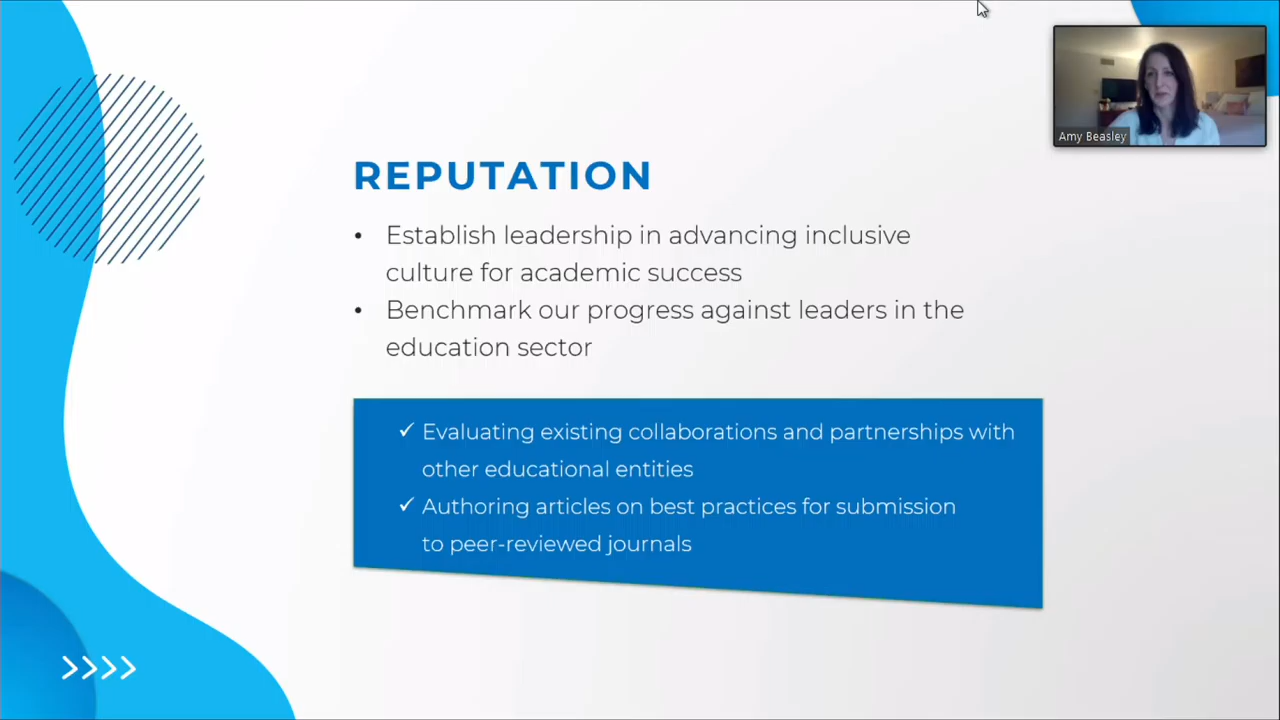 Amy Beasley
REPUTATION
• Establish leadership in advancing inclusive
culture for academic success
• Benchmark our progress against leaders in the
education sector
✓ Evaluating existing collaborations and partnerships with
other educational entities
✓ Authoring articles on best practices for submission
to peer-reviewed journals